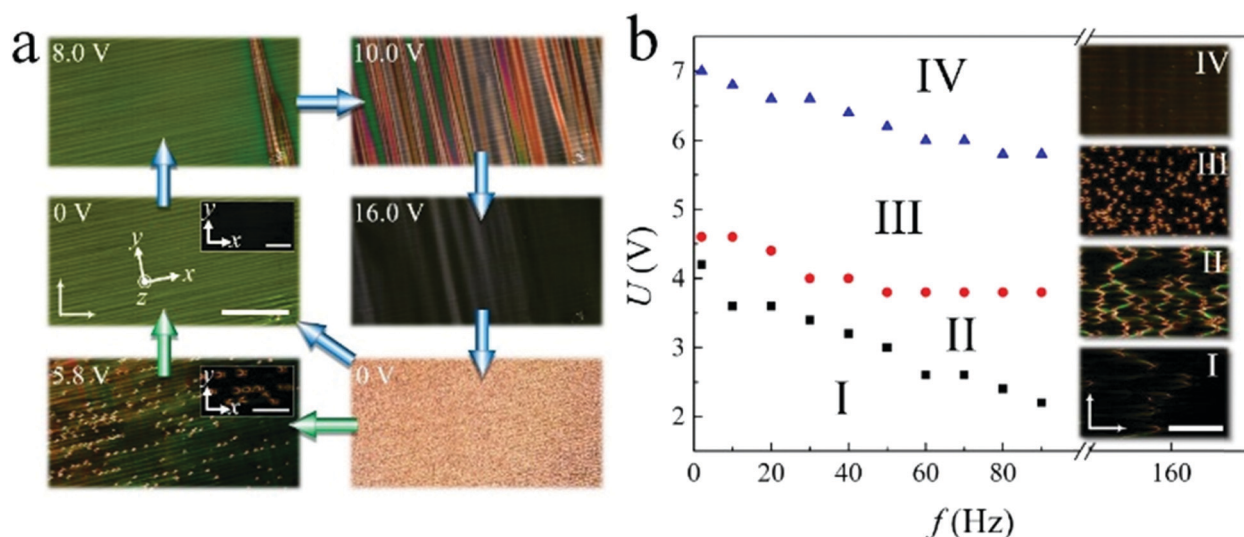 a
8.0 V
10.0 V
0 V
y
x
y
x
z
16.0 V
5.8 V
y
x
0 V
b
U (V)
7
6
5
4
3
2
IV
III
II
I
IV
III
II
I
0 20 40 60 80 160
f (Hz)